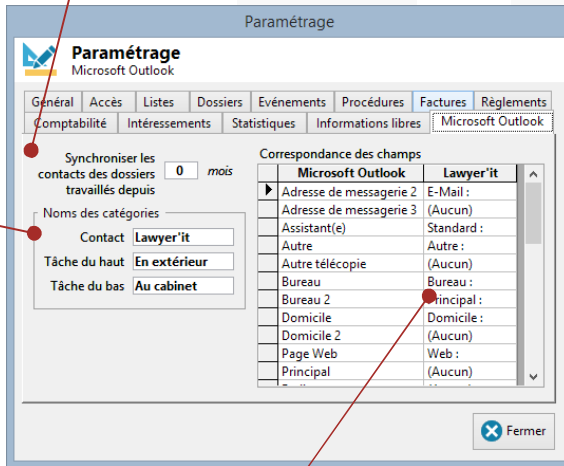 Paramétrage
Paramétrage
Microsoft Outlook
Général Accès Listes Dossiers Evénements Procédures Factures Règlements
Comptabilité Intéressements Statistiques Informations libres Microsoft Outlook
Synchroniser les
contacts des dossiers
travaillés depuis
0 mois
Noms des catégories
Contact Lawyer'it
Tâche du haut En extérieur
Tâche du bas Au cabinet
Correspondance des champs
Microsoft Outlook Lawyer'it
Adresse de messagerie 2 E-Mail :
Adresse de messagerie 3 (Aucun)
Assistant(e) Standard :
Autre Autre :
Autre télécopie (Aucun)
Bureau Bureau :
Bureau 2 Principal :
Domicile Domicile :
Domicile 2 (Aucun)
Page Web Web :
Principal (Aucun)
Fermer